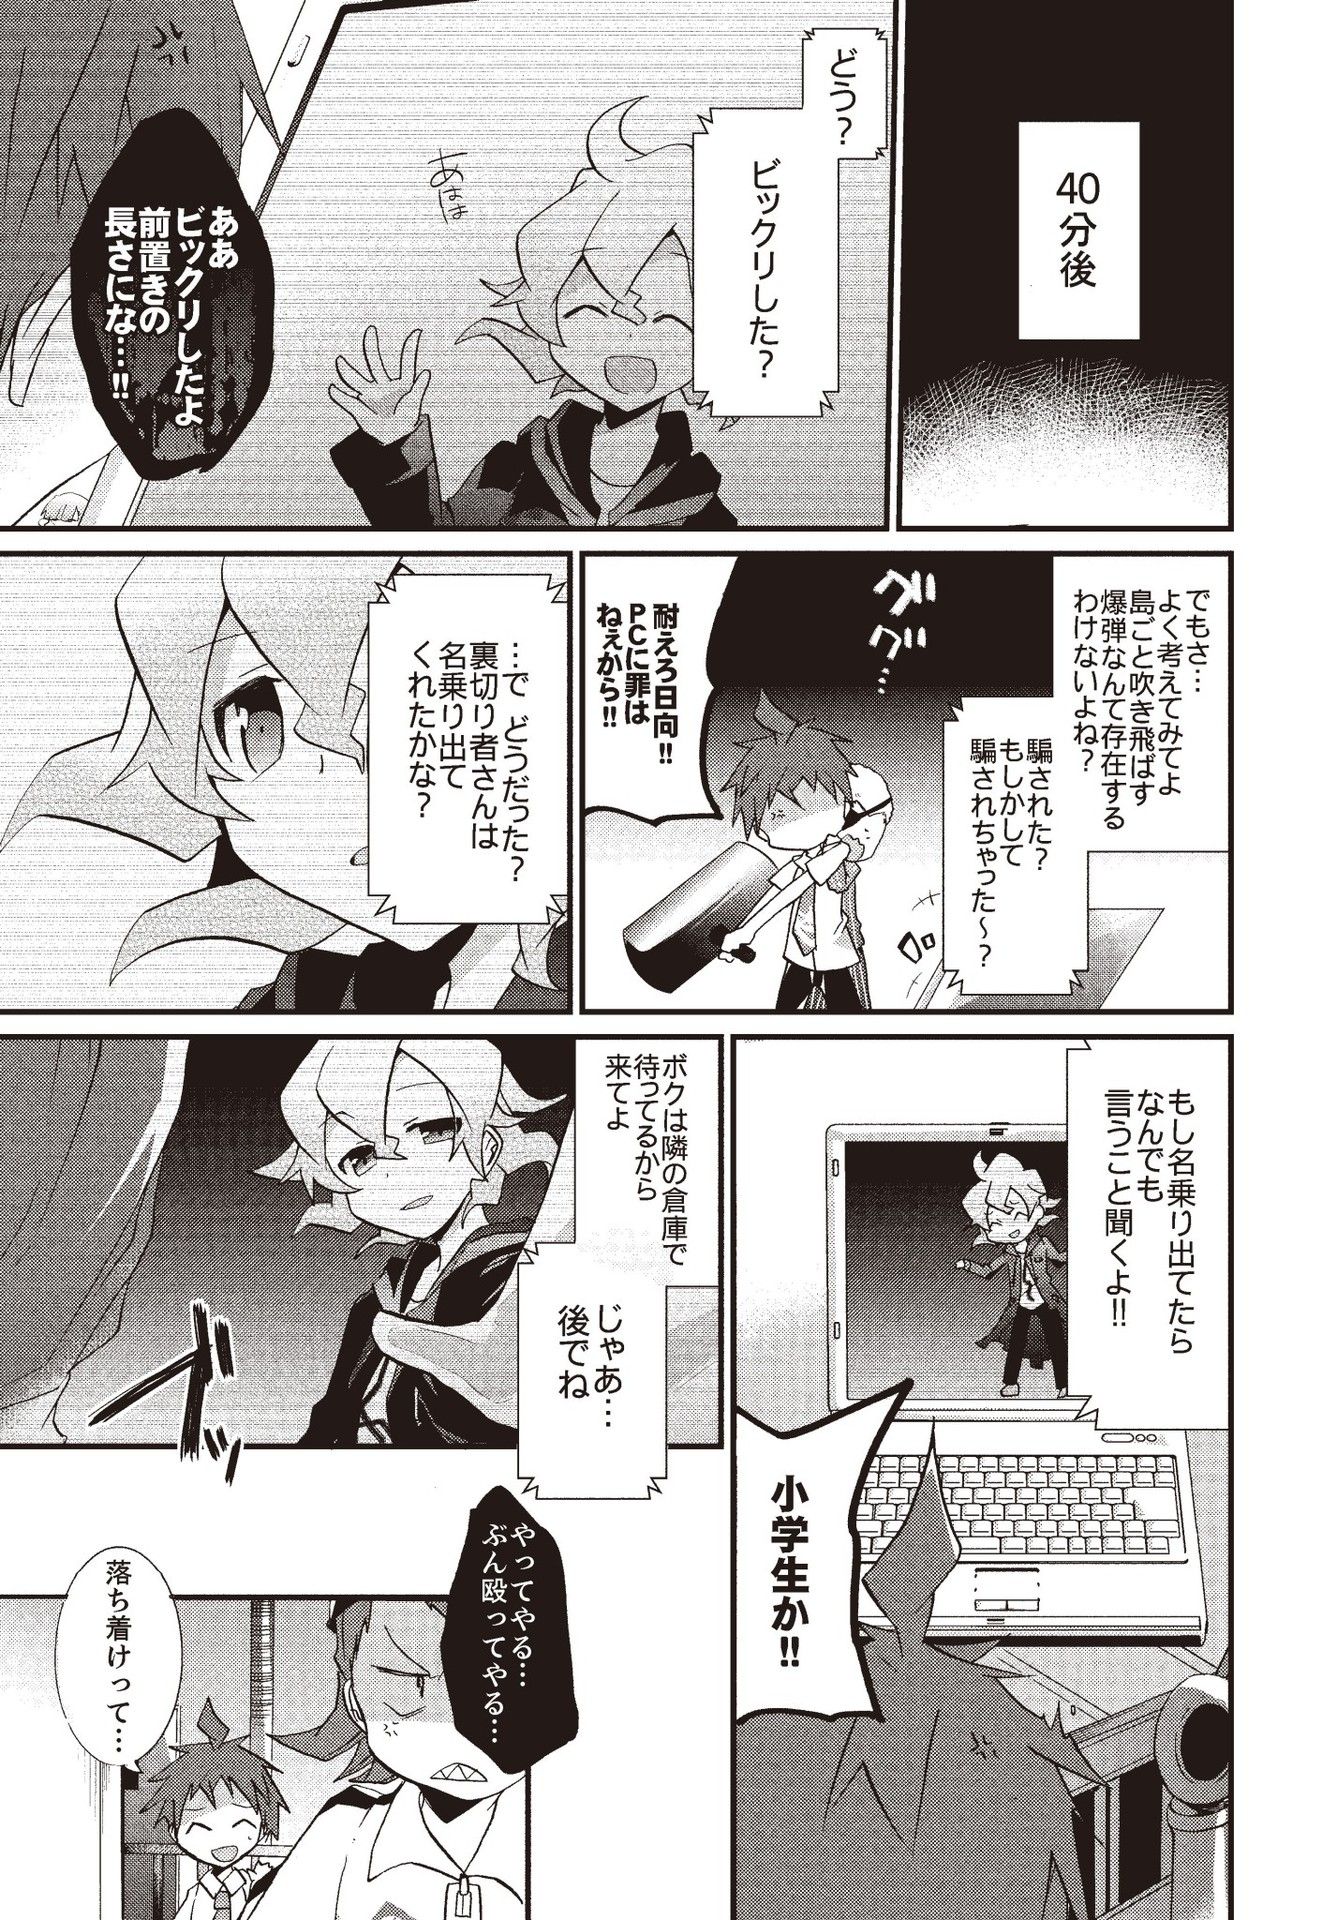 40分後
どう?
ビックリした?
あはは
ああ
ビックリしたよ
前置きの
長さにな…!!
でもさ…
よく考えてみてよ
島ごと吹き飛ばす
爆弾なんて存在する
わけないよね?
騙された?
もしかして
騙されちゃった〜?
耐えろ日向!!
PCに罪は
ねぇから!!
…で どうだった?
裏切り者さんは
名乗り出て
くれたかな?
もし名乗り出てたら
なんでも
言うこと聞くよ!!
小学生か!!
ボクは隣の倉庫で
待ってるから
来てよ
じゃあ…
後でね
やってやる…
ぶん殴ってやる…
落ち着けって…